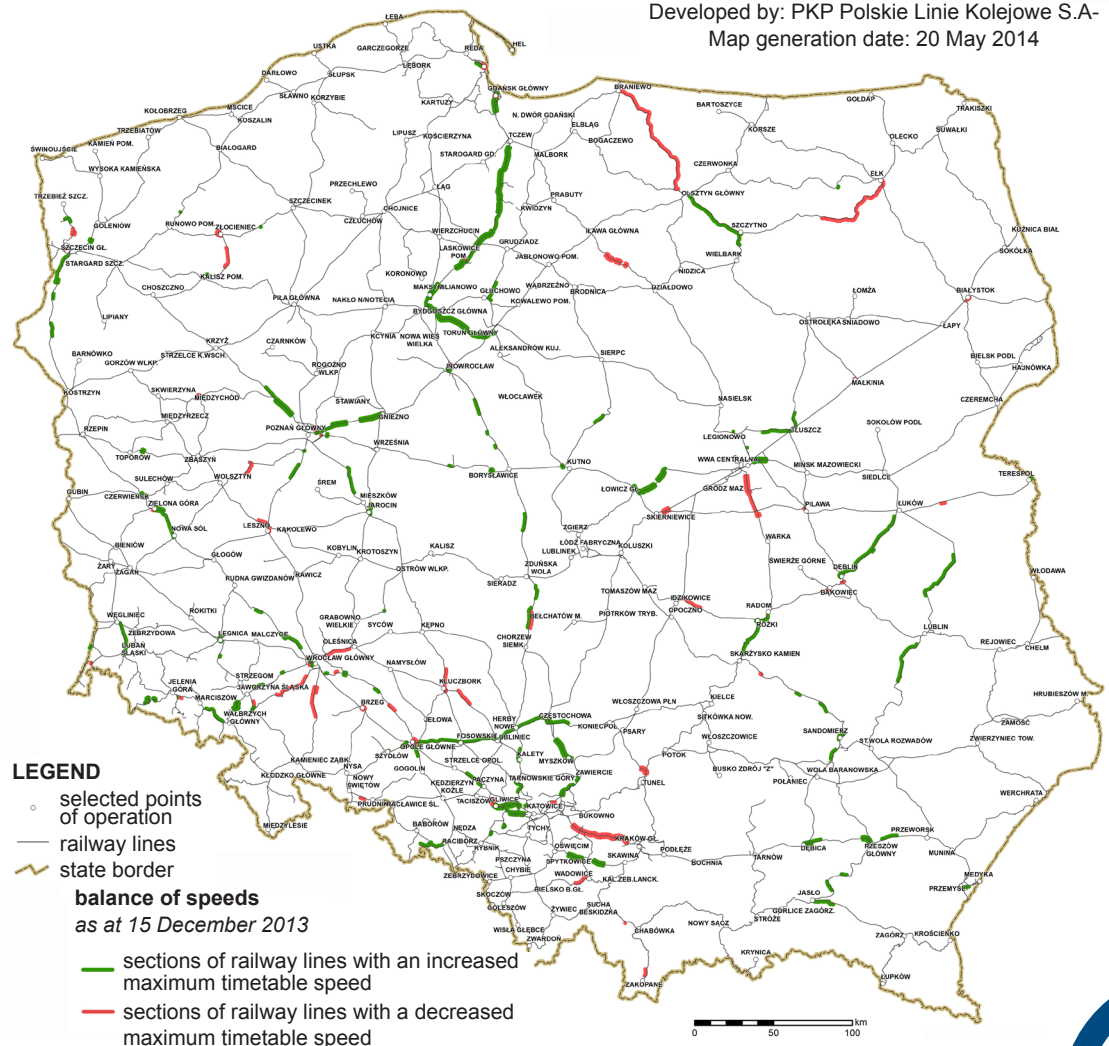 Developed by: PKP Polskie Linie Kolejowe S.A-
Map generation date: 20 May 2014
ŁEBA
HEL
USTKA
GARCZEGORZE
REDA
LĘBORK
SŁUPSK
DARŁOWO
SŁAWNO
KORZYBIE
GDAŃSK GŁÓWNY
BRANIEWO
GOŁDAP
TRAKISZKI
KARTUZY
BARTOSZYCE
KOŁOBRZEG
MŚCICE
KOSZALIN
N. DWÓR GDAŃSKI
ELBLĄG
KORSZE
OLECKO
SUWAŁKI
TRZEBIATÓW
LIPUSZ
KOŚCIERZYNA
TCZEW
BOGACZEWO
KAMIEŃ POM.
BIAŁOGARD
ŚWINOUJŚCIE
STAROGARD GD.
MALBORK
CZERWONKA
WYSOKA KAMIEŃSKA
EŁK
PRZECHLEWO
ŁĄG
PRABUTY
OLSZTYN GŁÓWNY
TRZEBIEŻ SZCZ.
SZCZECINEK
CHOJNICE
KWIDZYN
GOLENIÓW
RUNOWO POM.
ZŁOCIENIEC
CZŁUCHÓW
WIERZCHUCIN
IŁAWA GŁÓWNA
SZCZYTNO
KUŹNICA BIAŁ
SZCZECIN GŁ.
LASKOWICE
POM.
GRUDZIADZ
JABŁONOWO POM.
WIELBARK
SOKÓŁKA
STARGARD SZCZ.
KALISZ POM.
KORONOWO
NIDZICA
CHOSZCZNO
MAKSYMILIANOWO
GŁUCHOWO
WĄBRZEŹNO
BRODNICA
DZIAŁDOWO
ŁOMŻA
BIAŁYSTOK
PIŁA GŁÓWNA
NAKŁO N/NOTECIĄ
KOWALEWO POM.
LIPIANY
BYDGOSZCZ GŁÓWNA
OSTROŁĘKA
ŚNIADOWO
ŁAPY
KRZYŻ
CZARNKÓW
KCYNIA
NOWA WIEŚ
WIELKA
TORUŃ GŁÓWNY
BARNÓWKO
STRZELCE K.WSCH.
ALEKSANDRÓW KUJ.
SIERPC
BIELSK PODL
GORZÓW WLKP.
ROGOŹNO
WLKP
INOWROCŁAW
HAJNÓWKA
KOSTRZYN
SKWIERZYNA
MIĘDZYCHÓD
MAŁKINIA
STAWIANY
WŁOCŁAWEK
NASIELSK
CZEREMCHA
MIĘDZYRZECZ
GNIEZNO
RZEPIN
POZNAŃ GŁÓWNY
LEGIONOWO
TŁUSZCZ
SOKOŁÓW PODL
WRZEŚNIA
TOPORÓW
ZBĄSZYŃ
KUTNO
WWA CENTRALNA
MIŃSK MAZOWIECKI
SULECHÓW
WOLSZTYN
BORYSŁAWICE
SIEDLCE
TERESPOL
GUBIN
CZERWIEŃSK
ŚREM
MIESZKÓW
ŁOWICZ GŁ.
GRODZ MAZ
ZIELONA GÓRA
JAROCIN
SKIERNIEWICE
PILAWA
ŁUKÓW
LESZNO
KĄKOLEWO
ZGIERZ
NOWA SÓL
ŁÓDŹ FABRYCZNA
WARKA
BIENIÓW
KOBYLIN
KROTOSZYN
KALISZ
LUBLINEK
KOLUSZKI
GŁOGÓW
ŚWIERŻE GÓRNE
DĘBLIN
ŻARY
ŻAGAŃ
RAWICZ
OSTRÓW WLKP.
SIERADZ
ZDUŃSKA
WOLA
WŁODAWA
RUDNA GWIZDANÓW
TOMASZÓW MAZ
IDZIKOWICE
BĄKOWIEC
WĘGLINIEC
ROKITKI
GRABOWNO
WIELKIE
SYCÓW
KĘPNO
BEŁCHATÓW M.
PIOTRKÓW TRYB.
OPOCZNO
RADOM
ROŻKI
ZEBRZYDOWA
LEGNICA
MALCZYCE
OLEŚNICA
CHORZEW
SIEMK.
LUBLIN
REJOWIEC
CHEŁM
LUBAŃ
ŚLĄSKI
WROCŁAW GŁÓWNY
NAMYSŁÓW
SKARŻYSKO KAMIEN
STRZEGOM
JELENIA
GÓRA
JAWORZYNA ŚLĄSKA
KLUCZBORK
HRUBIESZÓW M.
MARCISZÓW
WAŁBRZYCH
GŁÓWNY
BRZEG
WŁOSZCZOWA PŁN
KIELCE
JEŁOWA
HERBY
NOWE
CZĘSTOCHOWA
KONIECPOL
SITKÓWKA NOW.
SANDOMIERZ
ZAMOŚĆ
FOSOWSKIE
LUBLINIEC
PSARY
WŁOSZCZOWICE
ST.WOLA ROZWADÓW
ZWIERZYNIEC TOW.
OPOLE GŁÓWNE
SZYDŁÓW
KALETY
MYSZKÓW
POTOK
KAMIENIEC ZĄBK.
NYSA
GOGOLIN
STRZELCE OPOL.
BUSKO ZDRÓJ "Z"
POŁANIEC
WOLA BARANOWSKA
KŁODZKO GŁÓWNE
NOWY
ŚWIĘTÓW
KĘDZIERZYN
KOŹLE
PACZYNA
TARNOWSKIE GÓRY
ZAWIERCIE
TUNEL
PRUDNIK
RACŁAWICE ŚL.
TACISZÓW
GLIWICE
KATOWICE
WERCHRATA
BUKOWNO
MIĘDZYLESIE
BABORÓW
NĘDZA
TYCHY
KRAKÓW GŁ.
PRZEWORSK
RACIBÓRZ
RYBNIK
OŚWIĘCIM
DĘBICA
RZESZÓW
GŁÓWNY
PSZCZYNA
SPYTKOWICE
SKAWINA
PODŁĘŻE
BOCHNIA
TARNÓW
MUNINA
ZEBRZYDOWICE
CHYBIE
WADOWICE
KAL.ZEB.LANCK.
MEDYKA
SKOCZÓW
BIELSKO B.GŁ.
JASŁO
PRZEMYŚL
GOLESZÓW
ŻYWIEC
SUCHA
BESKIDZKA
GORLICE ZAGÓRZ.
WISŁA GŁĘBCE
CHABÓWKA
NOWY SĄCZ
STRÓŻE
KROŚCIENKO
ZWARDOŃ
ZAGÓRZ
KRYNICA
ZAKOPANE
ŁUPKÓW
LEGEND
selected points
of operation
railway lines
state border
balance of speeds
as at 15 December 2013
sections of railway lines with an increased
maximum timetable speed
sections of railway lines with a decreased
maximum timetable speed
km
0 50 100